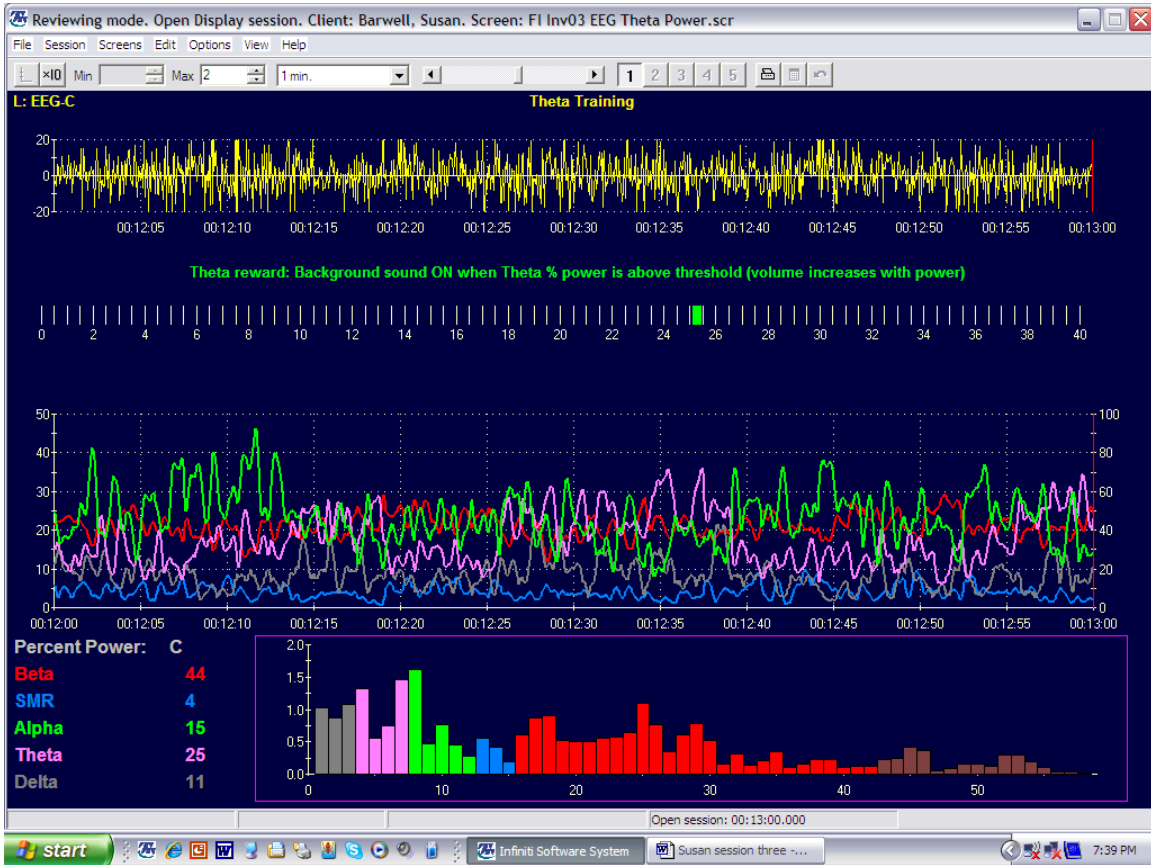 Reviewing mode. Open Display session. Client: Barwell, Susan. Screen: FI Inv03 EEG Theta Power.scr
File Session Screens Edit Options View Help
×10 Min Max 2 1 min. 1 2 3 4 5
L: EEG-C Theta Training
20
0
-20
00:12:05 00:12:10 00:12:15 00:12:20 00:12:25 00:12:30 00:12:35 00:12:40 00:12:45 00:12:50 00:12:55 00:13:00
Theta reward: Background sound ON when Theta % power is above threshold (volume increases with power)
0 2 4 6 8 10 12 14 16 18 20 22 24 26 28 30 32 34 36 38 40
50 100
40 80
30 60
20 40
10 20
0 0
00:12:00 00:12:05 00:12:10 00:12:15 00:12:20 00:12:25 00:12:30 00:12:35 00:12:40 00:12:45 00:12:50 00:12:55 00:13:00
Percent Power: C
Beta 44
SMR 4
Alpha 15
Theta 25
Delta 11
2.0
1.5
1.0
0.5
0.0
0 10 20 30 40 50
Open session: 00:13:00.000
start Infiniti Software System Susan session three -... 7:39 PM